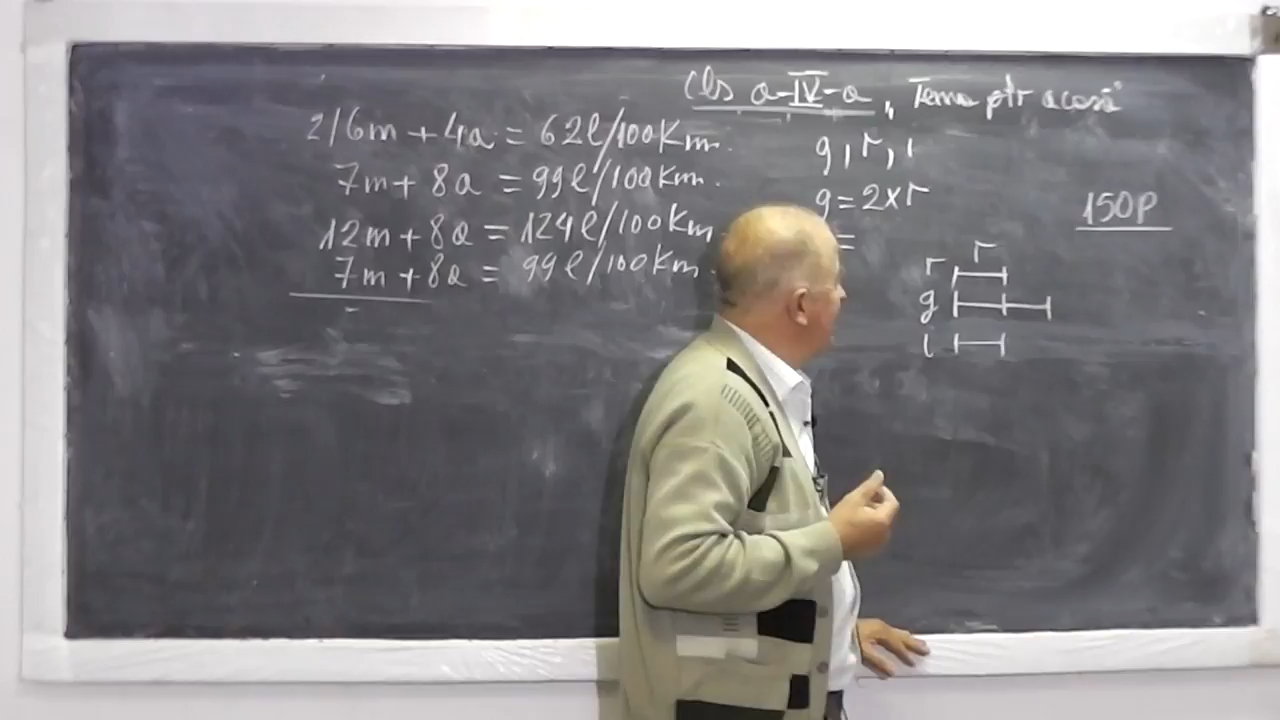 Cls a-IV-a, Tema ptr acasă
2/6m + 4a = 62l/100Km.
7m + 8a = 99l/100Km.
12m + 8a = 124l/100Km.
7m + 8a = 99l/100Km.
g, r, i
g = 2xr
=
150P
r
r
g
i